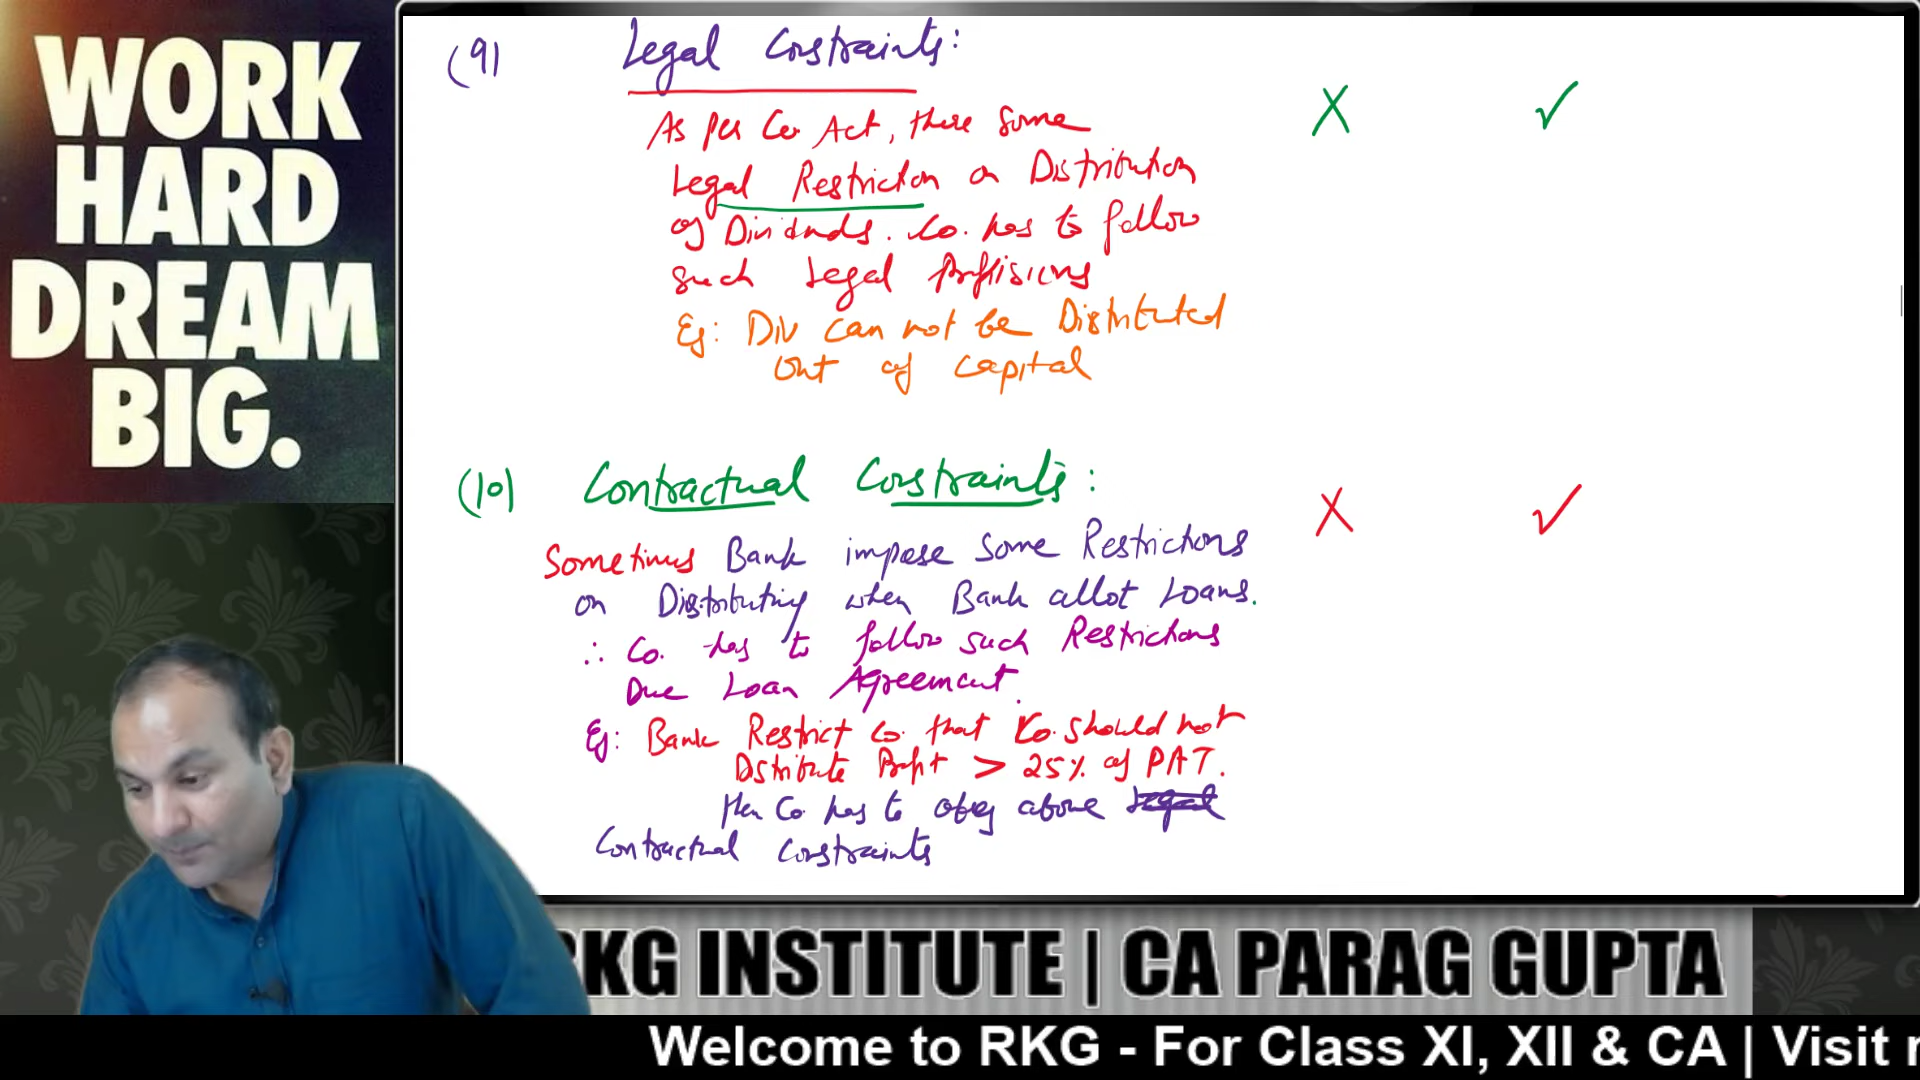 WORK
HARD
DREAM
BIG.
(9) Legal Constraints:
As per Co Act, there some
Legal Restriction on Distribution
of Dividends. Co. has to follow
such Legal
Eg: Div can not be Distributed
out of Capital
X ✓
(10) Contractual Constraints:
Sometimes Bank impose some Restrictions
on Distributing when Bank allot Loans.
∴ Co. has to follow such Restrictions
Due Loan Agreement.
Eg: Bank Restrict Co. that Co. should not
Distribute Profit > 25% of PAT.
then Co has to obey above Legal
Contractual Constraints
X ✓
RKG INSTITUTE | CA PARAG GUPTA
Welcome to RKG - For Class XI, XII & CA | Visit